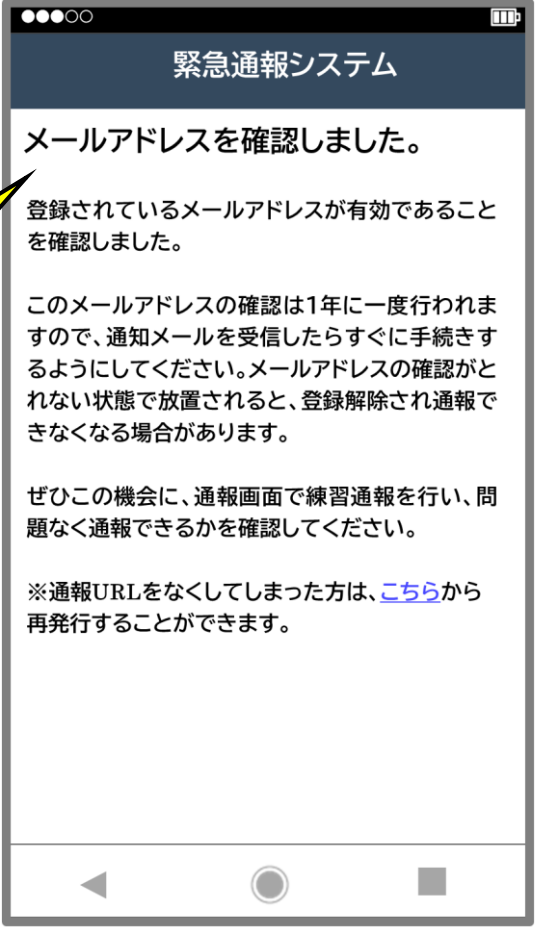 緊急通報システム
メールアドレスを確認しました。
登録されているメールアドレスが有効であること
を確認しました。
このメールアドレスの確認は1年に一度行われま
すので、通知メールを受信したらすぐに手続きす
るようにしてください。メールアドレスの確認がと
れない状態で放置されると、登録解除され通報で
きなくなる場合があります。
ぜひこの機会に、通報画面で練習通報を行い、問
題なく通報できるかを確認してください。
※通報URLをなくしてしまった方は、こちらから
再発行することができます。